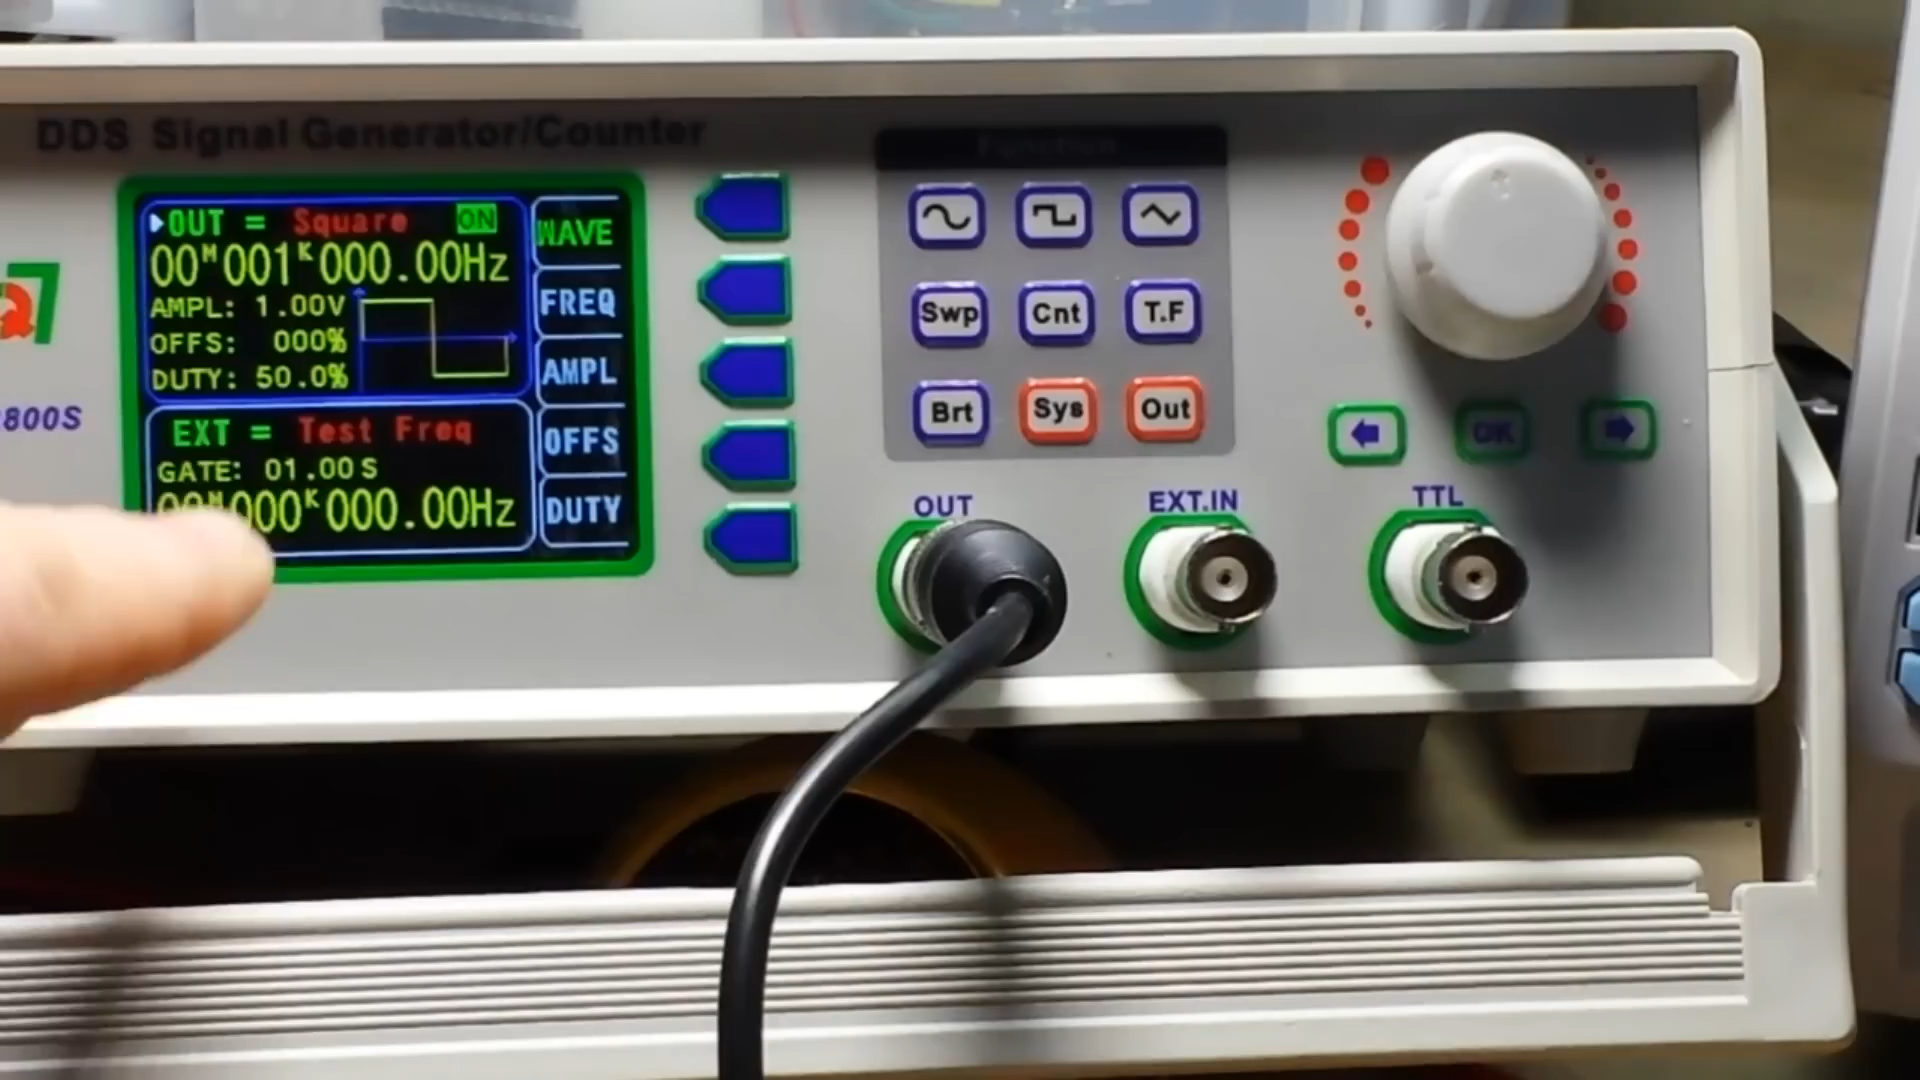 DDS Signal Generator/Counter
Function
OUT = Square ON
00M001K000.00Hz
AMPL: 1.00V
OFFS: 000%
DUTY: 50.0%
EXT = Test Freq
GATE: 01.00S
00M000K000.00Hz
WAVE
FREQ
AMPL
OFFS
DUTY
800S
Swp Cnt T.F
Brt Sys Out
OK
OUT EXT.IN TTL